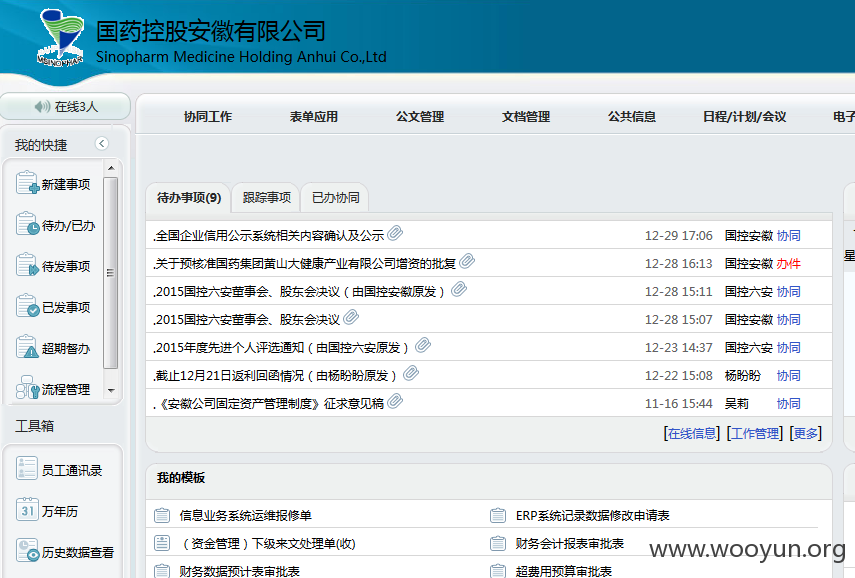 国药控股安徽有限公司
Sinopharm Medicine Holding Anhui Co.,Ltd
在线3人
协同工作 表单应用 公文管理 文档管理 公共信息 日程/计划/会议 电子
我的快捷
新建事项
待办/已办
待发事项
已发事项
超期督办
流程管理
工具箱
员工通讯录
31 万年历
历史数据查看
待办事项(9) 跟踪事项 已办协同
.全国企业信用公示系统相关内容确认及公示 12-29 17:06 国控安徽 协同
.关于预核准国药集团黄山大健康产业有限公司增资的批复 12-28 16:13 国控安徽 办件
.2015国控六安董事会、股东会决议（由国控安徽原发） 12-28 15:11 国控六安 协同
.2015国控六安董事会、股东会决议 12-28 15:07 国控安徽 协同
.2015年度先进个人评选通知（由国控六安原发） 12-23 14:37 国控六安 协同
.截止12月21日返利回函情况（由杨盼盼原发） 12-22 15:08 杨盼盼 协同
.《安徽公司固定资产管理制度》征求意见稿 11-16 15:44 吴莉 协同
[在线信息] [工作管理] [更多]
我的模板
信息业务系统运维报修单 ERP系统记录数据修改申请表
（资金管理）下级来文处理单(收) 财务会计报表审批表
财务数据预计表审批表 超费用预算审批表
www.wooyun.org